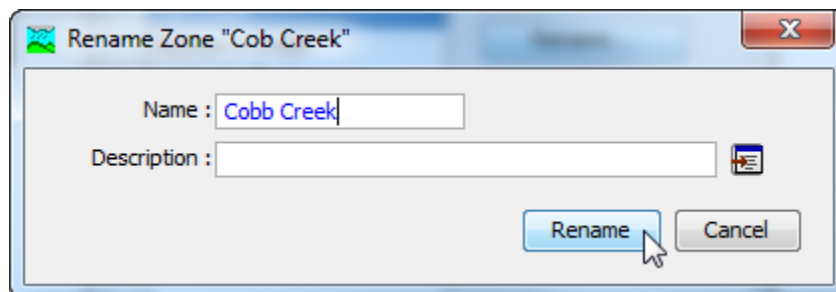 Rename Zone "Cob Creek"
Name : Cobb Creek
Description :
Rename Cancel